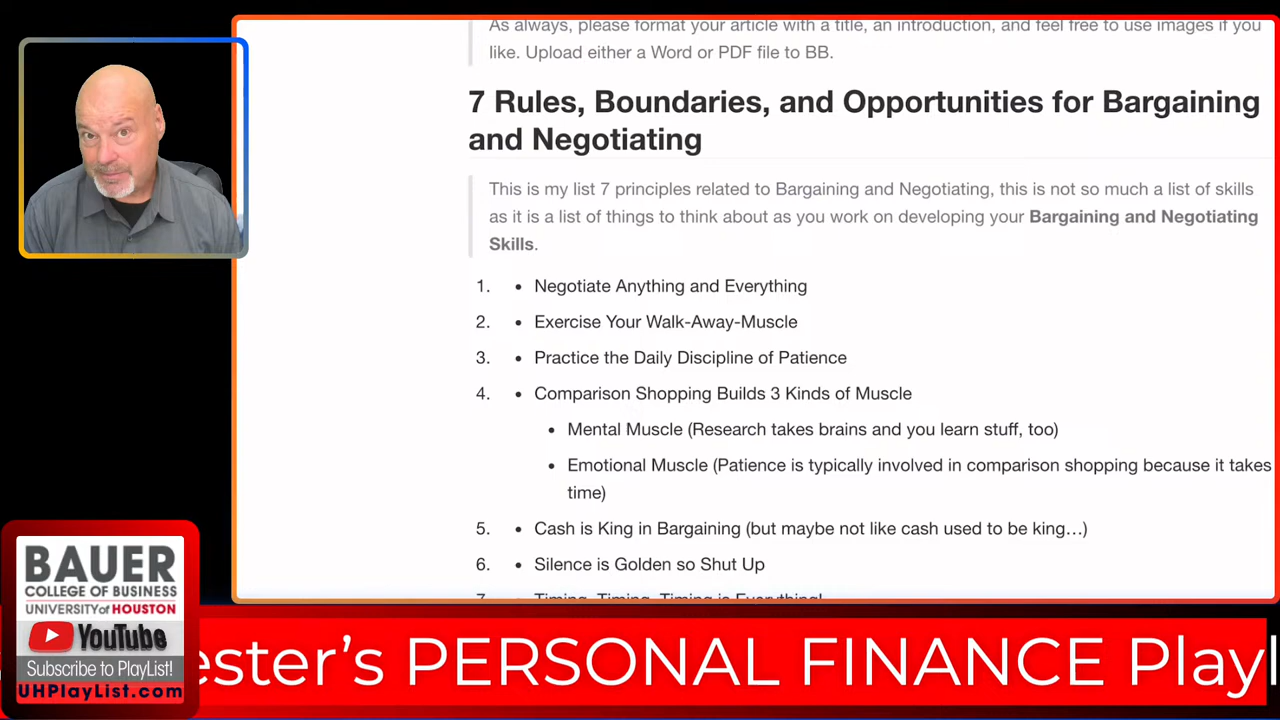 As always, please format your article with a title, an introduction, and feel free to use images if you
like. Upload either a Word or PDF file to BB.
7 Rules, Boundaries, and Opportunities for Bargaining
and Negotiating
This is my list 7 principles related to Bargaining and Negotiating, this is not so much a list of skills
as it is a list of things to think about as you work on developing your Bargaining and Negotiating
Skills.
1. • Negotiate Anything and Everything
2. • Exercise Your Walk-Away-Muscle
3. • Practice the Daily Discipline of Patience
4. • Comparison Shopping Builds 3 Kinds of Muscle
• Mental Muscle (Research takes brains and you learn stuff, too)
• Emotional Muscle (Patience is typically involved in comparison shopping because it takes
time)
5. • Cash is King in Bargaining (but maybe not like cash used to be king…)
6. • Silence is Golden so Shut Up
7. • Timing, Timing, Timing is Everything!
BAUER
COLLEGE OF BUSINESS
UNIVERSITY of HOUSTON
YouTube
Subscribe to PlayList!
UHPlayList.com
ester's PERSONAL FINANCE Playl